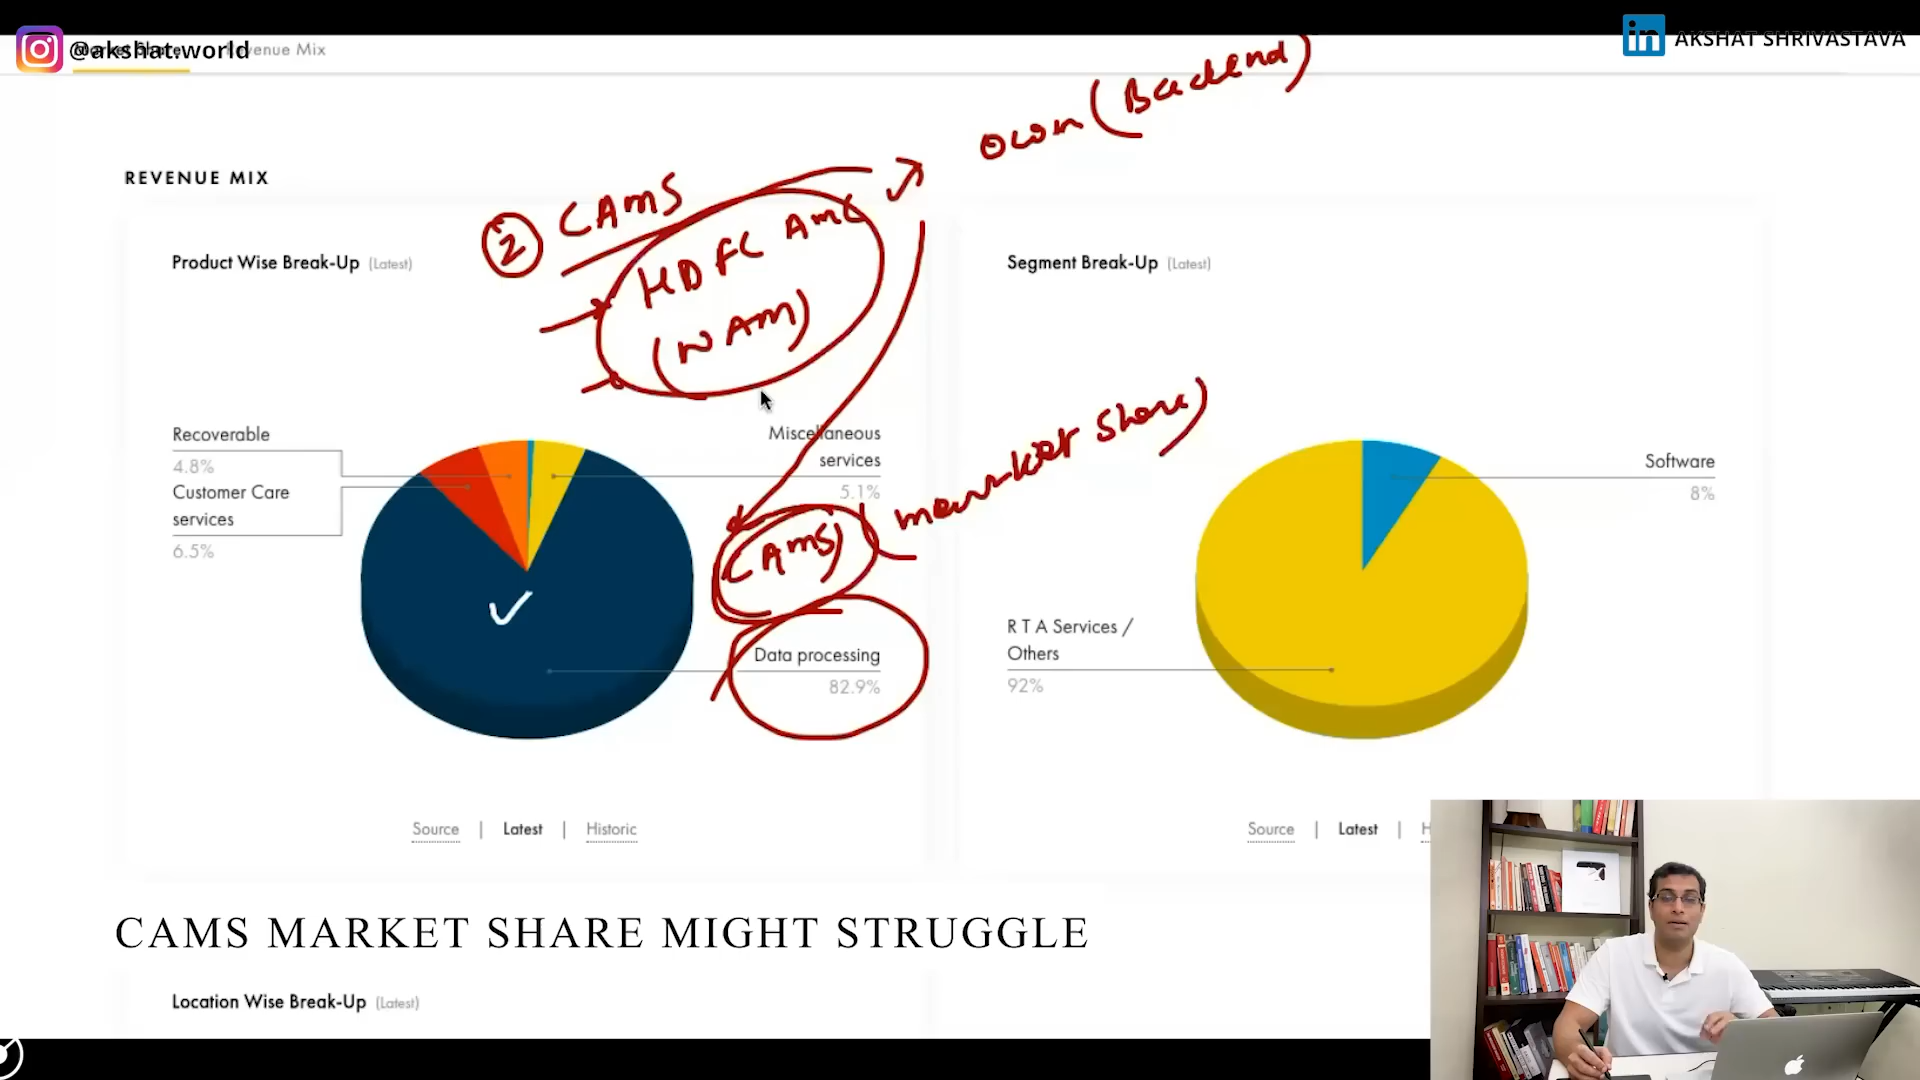 @akshat.world
Revenue Mix
AKSHAT SHRIVASTAVA
own (Backend)
REVENUE MIX
② CAMS
HDFC AMC
(NAM)
Product Wise Break-Up (Latest)
Segment Break-Up (Latest)
Recoverable
4.8%
Customer Care
services
6.5%
Miscellaneous
services
5.1%
CAMS
(market share)
Data processing
82.9%
Software
8%
R T A Services /
Others
92%
Source | Latest | Historic
Source | Latest | H
CAMS MARKET SHARE MIGHT STRUGGLE
Location Wise Break-Up (Latest)